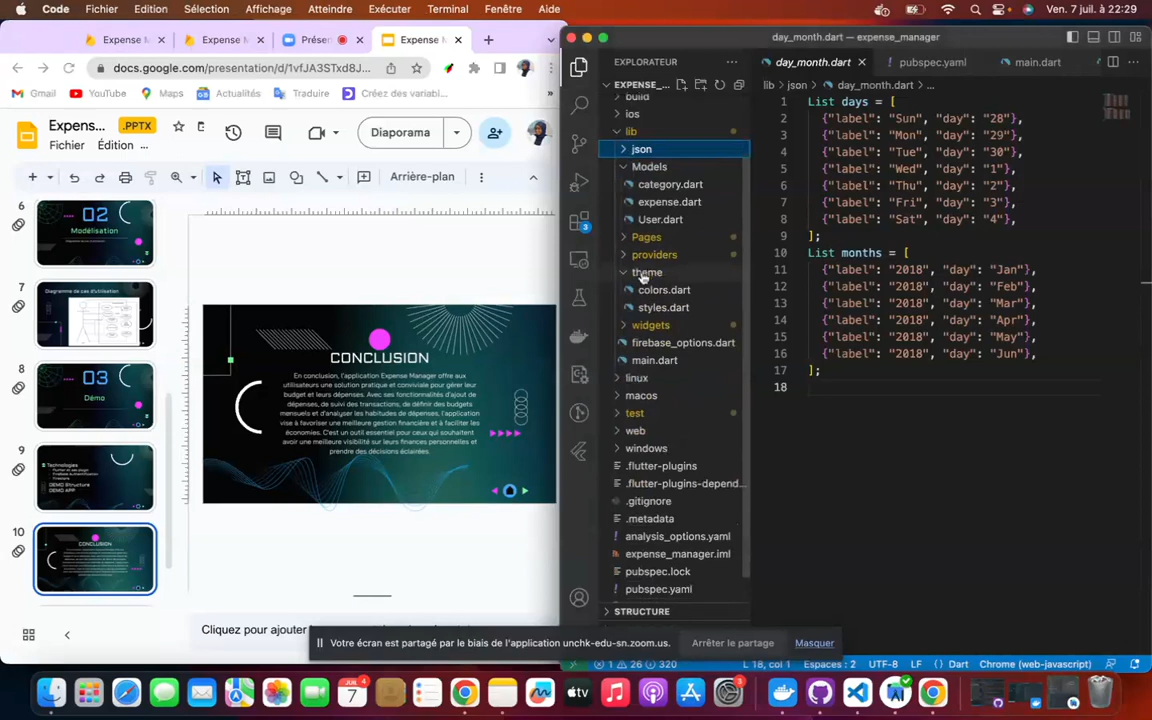 Code Fichier Edition Sélection Affichage Atteindre Exécuter Terminal Fenêtre Aide
Ven. 7 juil. à 22:29
Expense M
Expense M
Présen
Expense M
docs.google.com/presentation/d/1vfJA3STxd8J...
Gmail YouTube Maps Actualités Traduire Créez des variabl...
Expens...
.PPTX
Fichier Édition ...
Diaporama
Arrière-plan
6
02
Modélisation
7
Diagramme de cas d'utilisation
8
03
Démo
9
Technologies
DEMO Structure
DEMO APP
10
CONCLUSION
CONCLUSION
En conclusion, l'application Expense Manager offre aux
utilisateurs une solution pratique et conviviale pour gérer leur
budget et leurs dépenses. Avec ses fonctionnalités d'ajout de
dépenses, de suivi des transactions, de définition des budgets
mensuels et d'analyser les habitudes de dépenses, l'application
vise à favoriser une meilleure gestion financière et à faciliter les
économies. C'est un outil essentiel pour ceux qui souhaitent
avoir une meilleure visibilité sur leurs finances personnelles et
prendre des décisions éclairées.
Cliquez pour ajouter
day_month.dart — expense_manager
EXPLORATEUR
EXPENSE_...
build
ios
lib
json
Models
category.dart
expense.dart
User.dart
Pages
providers
theme
colors.dart
styles.dart
widgets
firebase_options.dart
main.dart
linux
macos
test
web
windows
.flutter-plugins
.flutter-plugins-depend...
.gitignore
.metadata
analysis_options.yaml
expense_manager.iml
pubspec.lock
pubspec.yaml
STRUCTURE
3
day_month.dart
pubspec.yaml
main.dart
lib > json > day_month.dart > ...
1 List days = [
2 {"label": "Sun", "day": "28"},
3 {"label": "Mon", "day": "29"},
4 {"label": "Tue", "day": "30"},
5 {"label": "Wed", "day": "1"},
6 {"label": "Thu", "day": "2"},
7 {"label": "Fri", "day": "3"},
8 {"label": "Sat", "day": "4"},
9 ];
10 List months = [
11 {"label": "2018", "day": "Jan"},
12 {"label": "2018", "day": "Feb"},
13 {"label": "2018", "day": "Mar"},
14 {"label": "2018", "day": "Apr"},
15 {"label": "2018", "day": "May"},
16 {"label": "2018", "day": "Jun"},
17 ];
18
Votre écran est partagé par le biais de l'application unchk-edu-sn.zoom.us.
Arrêter le partage
Masquer
1 26 320
L 18, col 1 Espaces : 2 UTF-8 LF { } Dart Chrome (web-javascript)
4
7
3